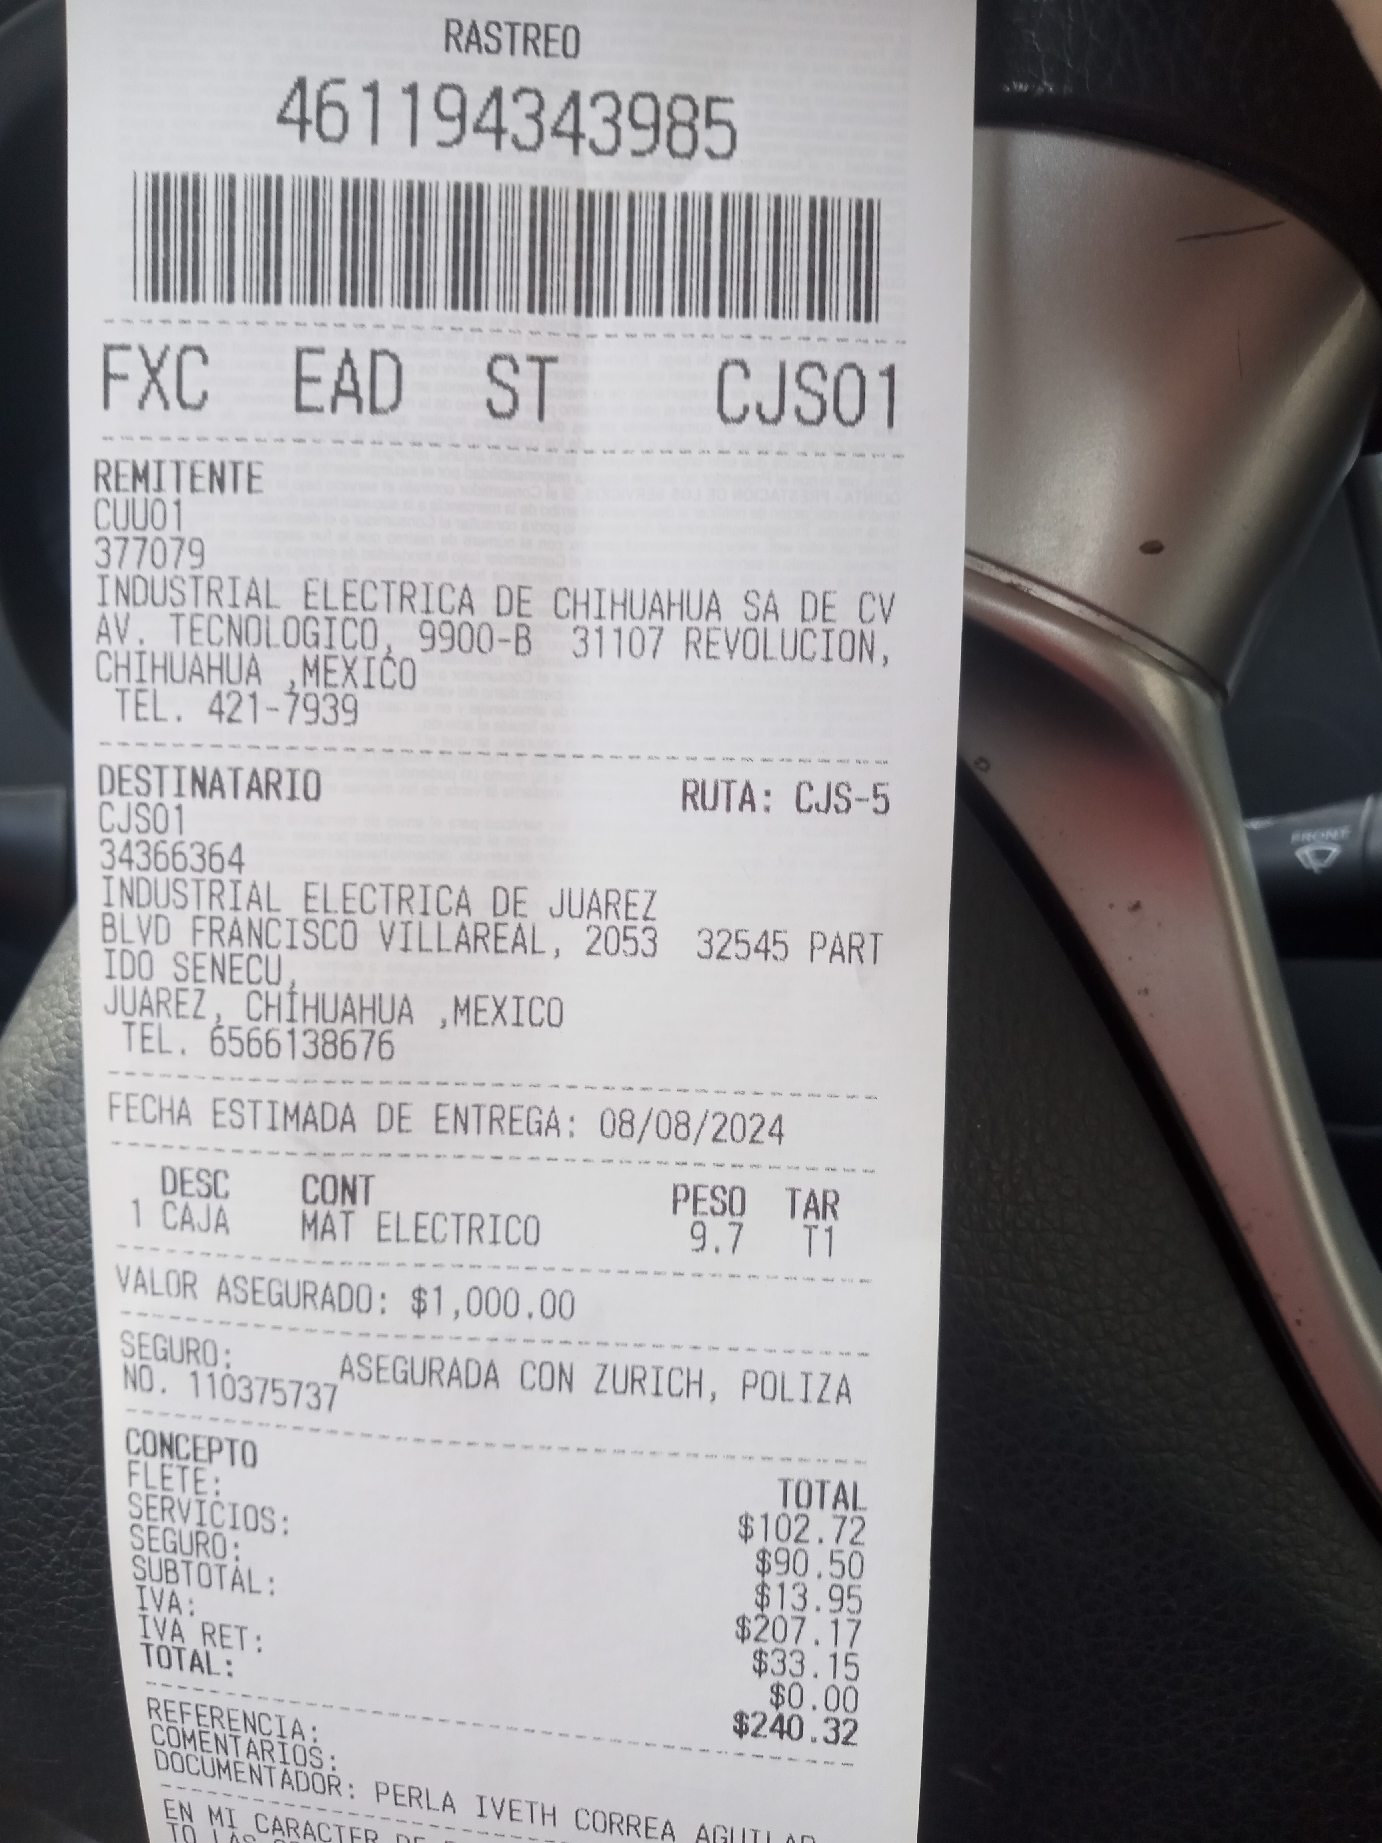 RASTREO
461194343985
FXC EAD ST CJS01
REMITENTE
CUU01
377079
INDUSTRIAL ELECTRICA DE CHIHUAHUA SA DE CV
AV. TECNOLOGICO, 9900-B 31107 REVOLUCION,
CHIHUAHUA ,MEXICO
TEL. 421-7939
DESTINATARIO RUTA: CJS-5
CJS01
34366364
INDUSTRIAL ELECTRICA DE JUAREZ
BLVD FRANCISCO VILLAREAL, 2053 32545 PART
IDO SENECU,
JUAREZ, CHIHUAHUA ,MEXICO
TEL. 6566138676
FECHA ESTIMADA DE ENTREGA: 08/08/2024
DESC CONT PESO TAR
1 CAJA MAT ELECTRICO 9.7 T1
VALOR ASEGURADO: $1,000.00
SEGURO: ASEGURADA CON ZURICH, POLIZA
NO. 110375737
CONCEPTO TOTAL
FLETE: $102.72
SERVICIOS: $90.50
SEGURO: $13.95
SUBTOTAL: $207.17
IVA: $33.15
IVA RET: $0.00
TOTAL: $240.32
REFERENCIA:
COMENTARIOS:
DOCUMENTADOR: PERLA IVETH CORREA AGUILAR
EN MI CARACTER DE
TO LAS
FRONT